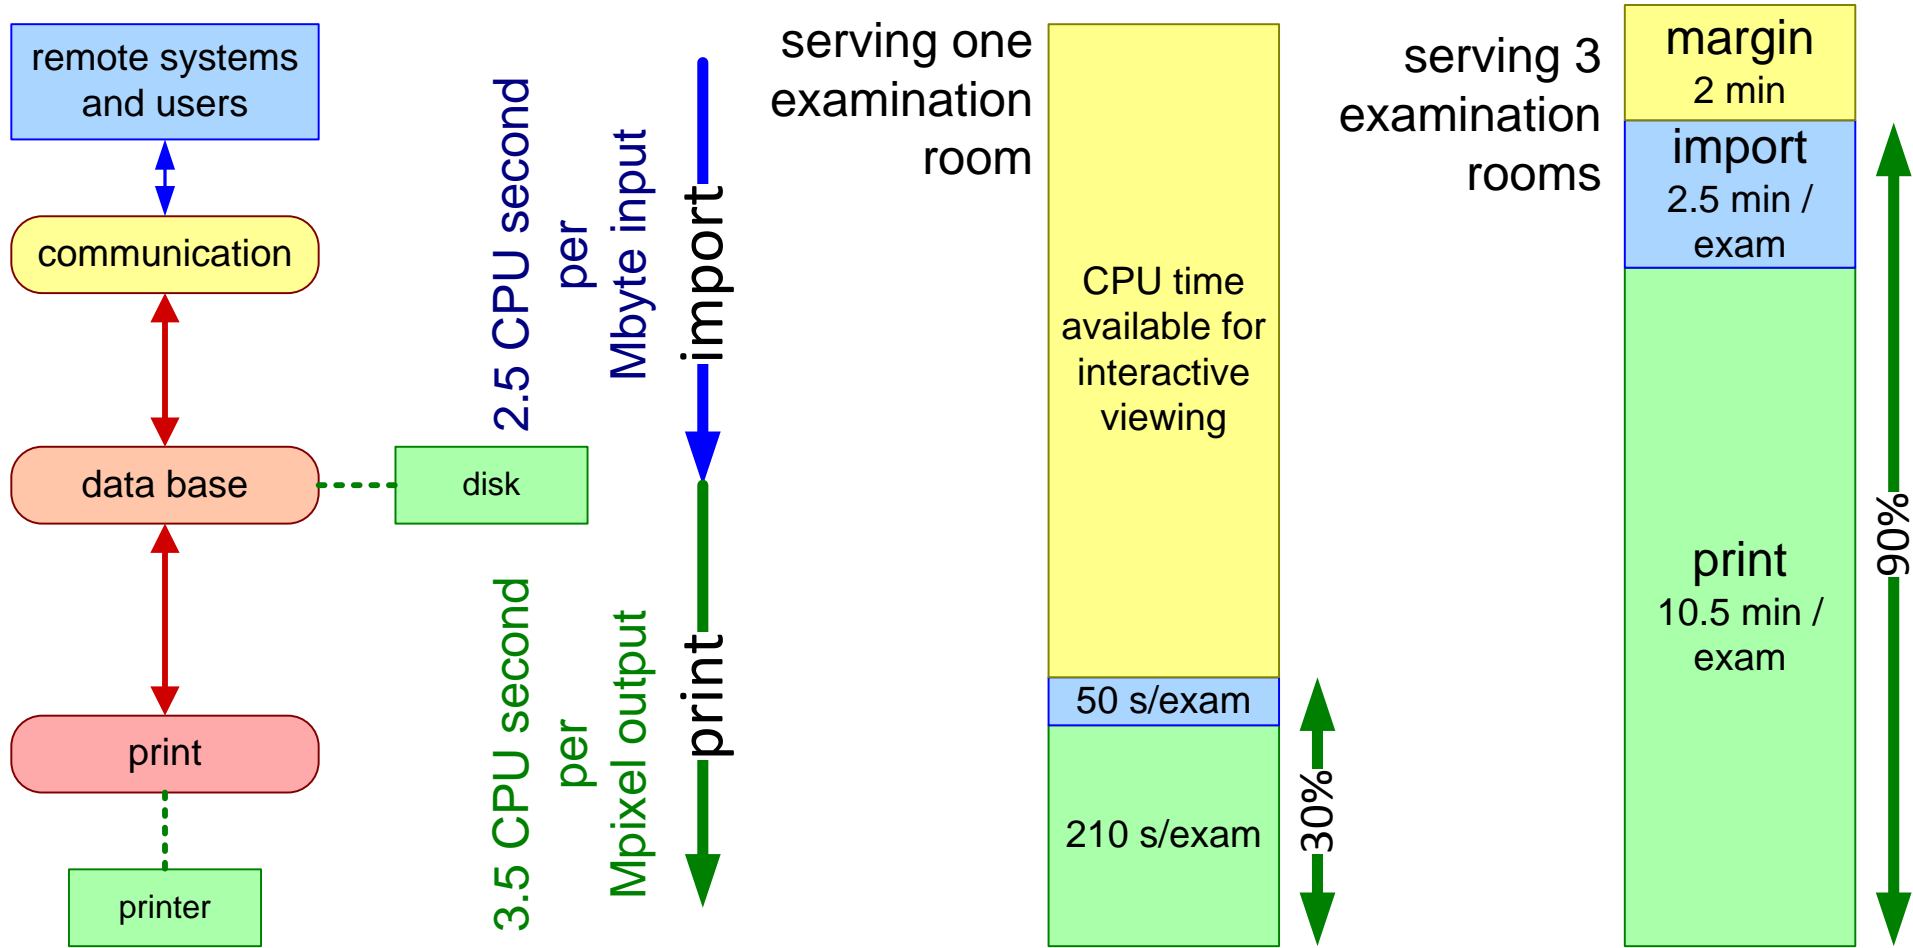 remote systems
and users
communication
data base
disk
print
printer
2.5 CPU second
per
Mbyte input
import
3.5 CPU second
per
Mpixel output
print
serving one
examination
room
CPU time
available for
interactive
viewing
50 s/exam
210 s/exam
30%
serving 3
examination
rooms
margin
2 min
import
2.5 min /
exam
print
10.5 min /
exam
90%